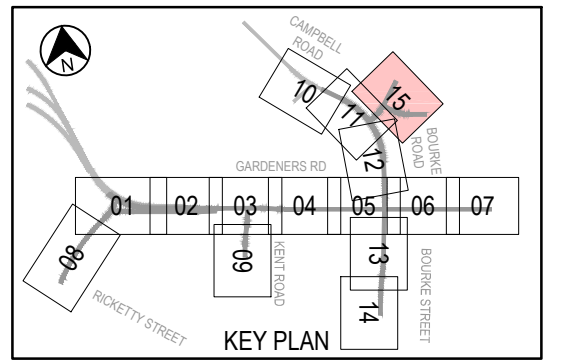 CAMPBELL
ROAD
N
10
15
11
BOURKE
ROAD
12
GARDENERS RD
01
02
03
04
05
06
07
08
09
KENT ROAD
13
BOURKE STREET
14
RICKETTY STREET
KEY PLAN